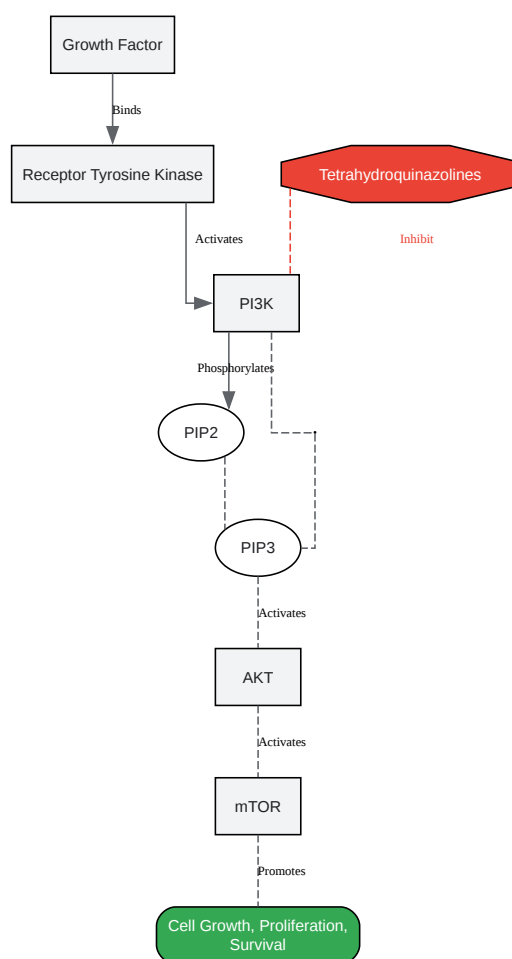 Growth Factor
Binds
Receptor Tyrosine Kinase
Tetrahydroquinazolines
Activates
Inhibit
PI3K
Phosphorylates
PIP2
PIP3
Activates
AKT
Activates
mTOR
Promotes
Cell Growth, Proliferation,
Survival